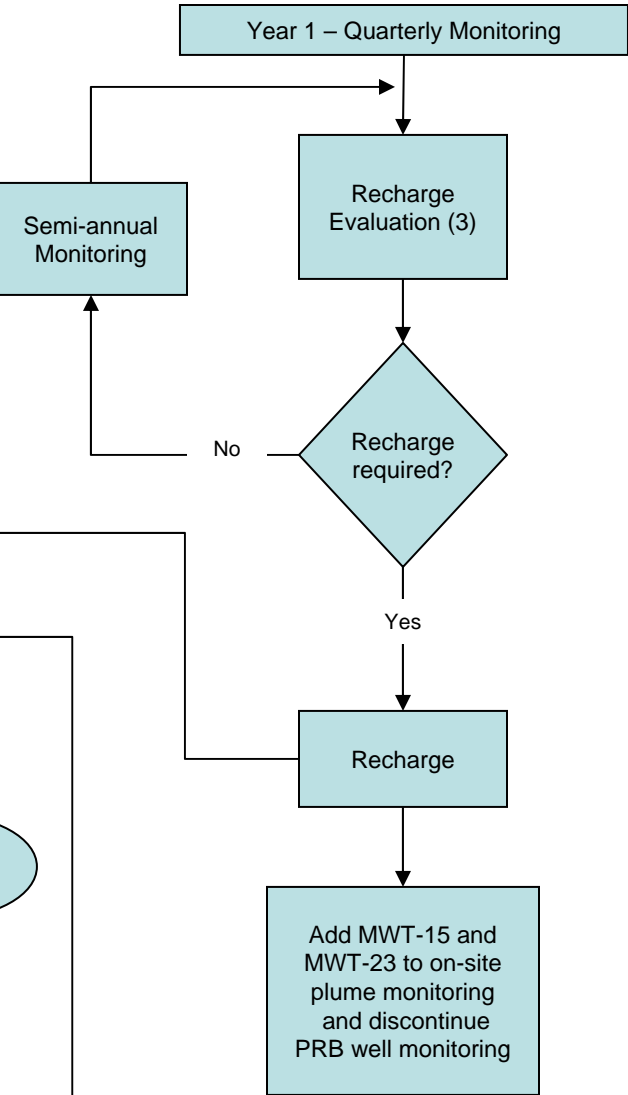 Year 1 – Quarterly Monitoring
Recharge
Evaluation (3)
Semi-annual
Monitoring
Recharge
required?
No
Yes
Recharge
Add MWT-15 and
MWT-23 to on-site
plume monitoring
and discontinue
PRB well monitoring